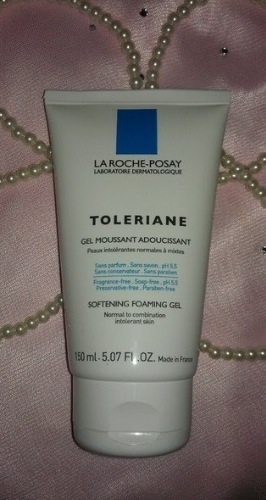 LA ROCHE-POSAY
LABORATOIRE DERMATOLOGIQUE
TOLERIANE
GEL MOUSSANT ADOUCISSANT
Peaux intolérantes normales à mixtes
Sans parfum . Sans savon . pH 5.5
Sans conservateur . Sans paraben
Fragrance-free . Soap-free . pH 5.5
Preservative-free . Paraben-free
SOFTENING FOAMING GEL
Normal to combination
intolerant skin
150 ml - 5.07 Fl. OZ. Made in France